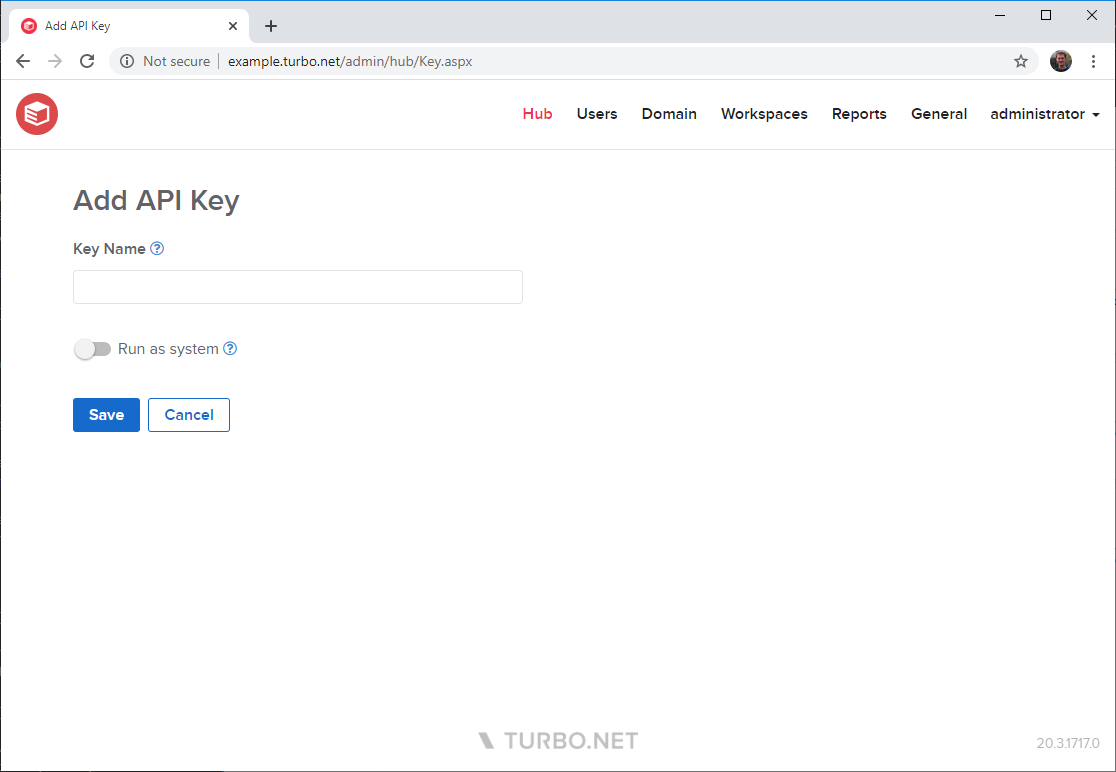 Add API Key
Not secure example.turbo.net/admin/hub/Key.aspx
Hub Users Domain Workspaces Reports General administrator
Add API Key
Key Name ?
Run as system ?
Save Cancel
TURBO.NET
20.3.1717.0